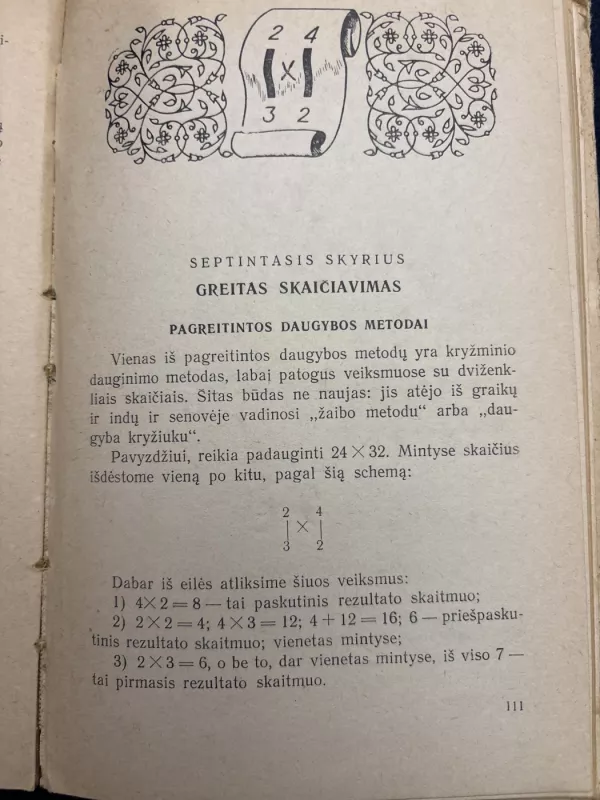 i-
2 4
×
3 2
SEPTINTASIS SKYRIUS
GREITAS SKAIČIAVIMAS
PAGREITINTOS DAUGYBOS METODAI
Vienas iš pagreitintos daugybos metodų yra kryžminio
dauginimo metodas, labai patogus veiksmuose su dviženk-
liais skaičiais. Šitas būdas ne naujas: jis atėjo iš graikų
ir indų ir senovėje vadinosi „žaibo metodu“ arba „dau-
gyba kryžiuku“.
Pavyzdžiui, reikia padauginti 24×32. Mintyse skaičius
išdėstome vieną po kitu, pagal šią schemą:
2 4
| × |
3 2
Dabar iš eilės atliksime šiuos veiksmus:
1) 4×2=8 — tai paskutinis rezultato skaitmuo;
2) 2×2=4; 4×3=12; 4+12=16; 6—priešpasku-
tinis rezultato skaitmuo; vienetas mintyse;
3) 2×3=6, o be to, dar vienetas mintyse, iš viso 7—
tai pirmasis rezultato skaitmuo.
111